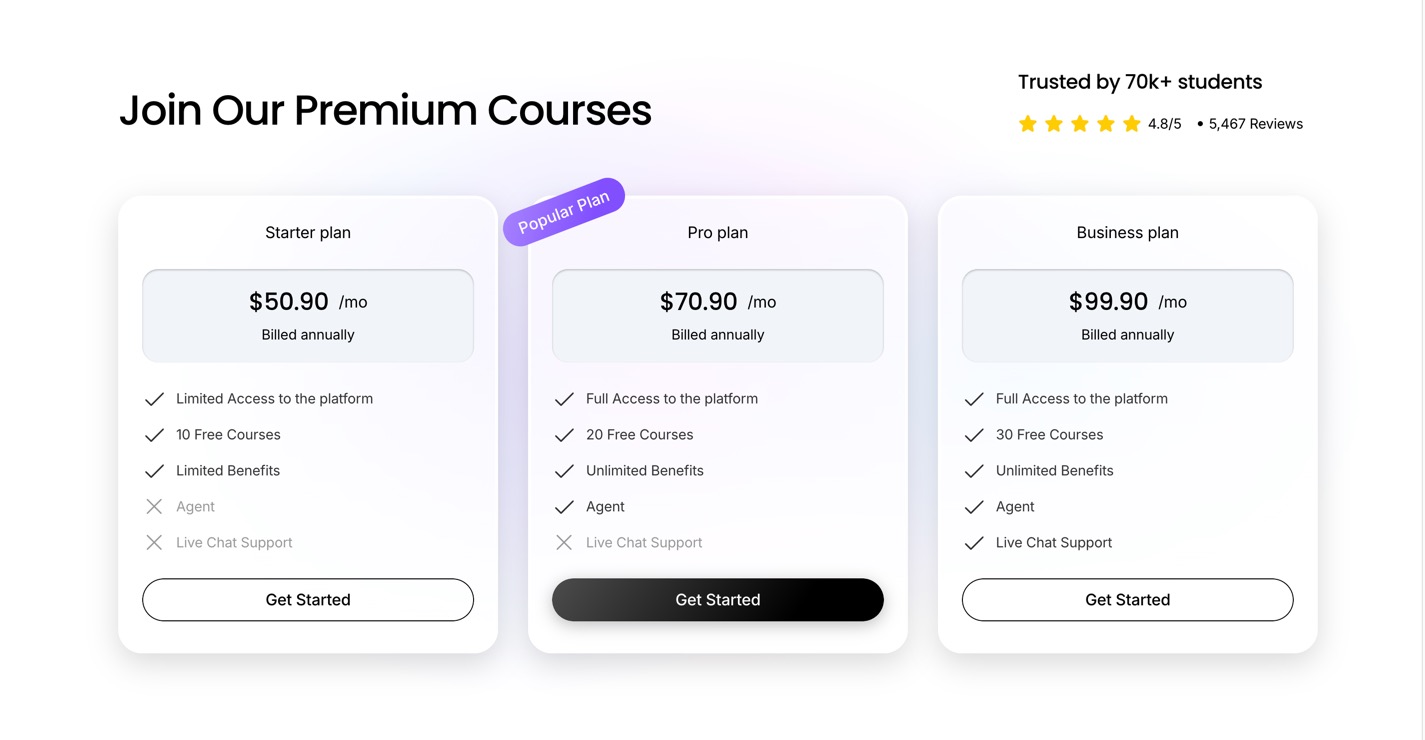 Join Our Premium Courses
Trusted by 70k+ students
4.8/5 • 5,467 Reviews
Starter plan
$50.90 /mo
Billed annually
Limited Access to the platform
10 Free Courses
Limited Benefits
Agent
Live Chat Support
Get Started
Popular Plan
Pro plan
$70.90 /mo
Billed annually
Full Access to the platform
20 Free Courses
Unlimited Benefits
Agent
Live Chat Support
Get Started
Business plan
$99.90 /mo
Billed annually
Full Access to the platform
30 Free Courses
Unlimited Benefits
Agent
Live Chat Support
Get Started